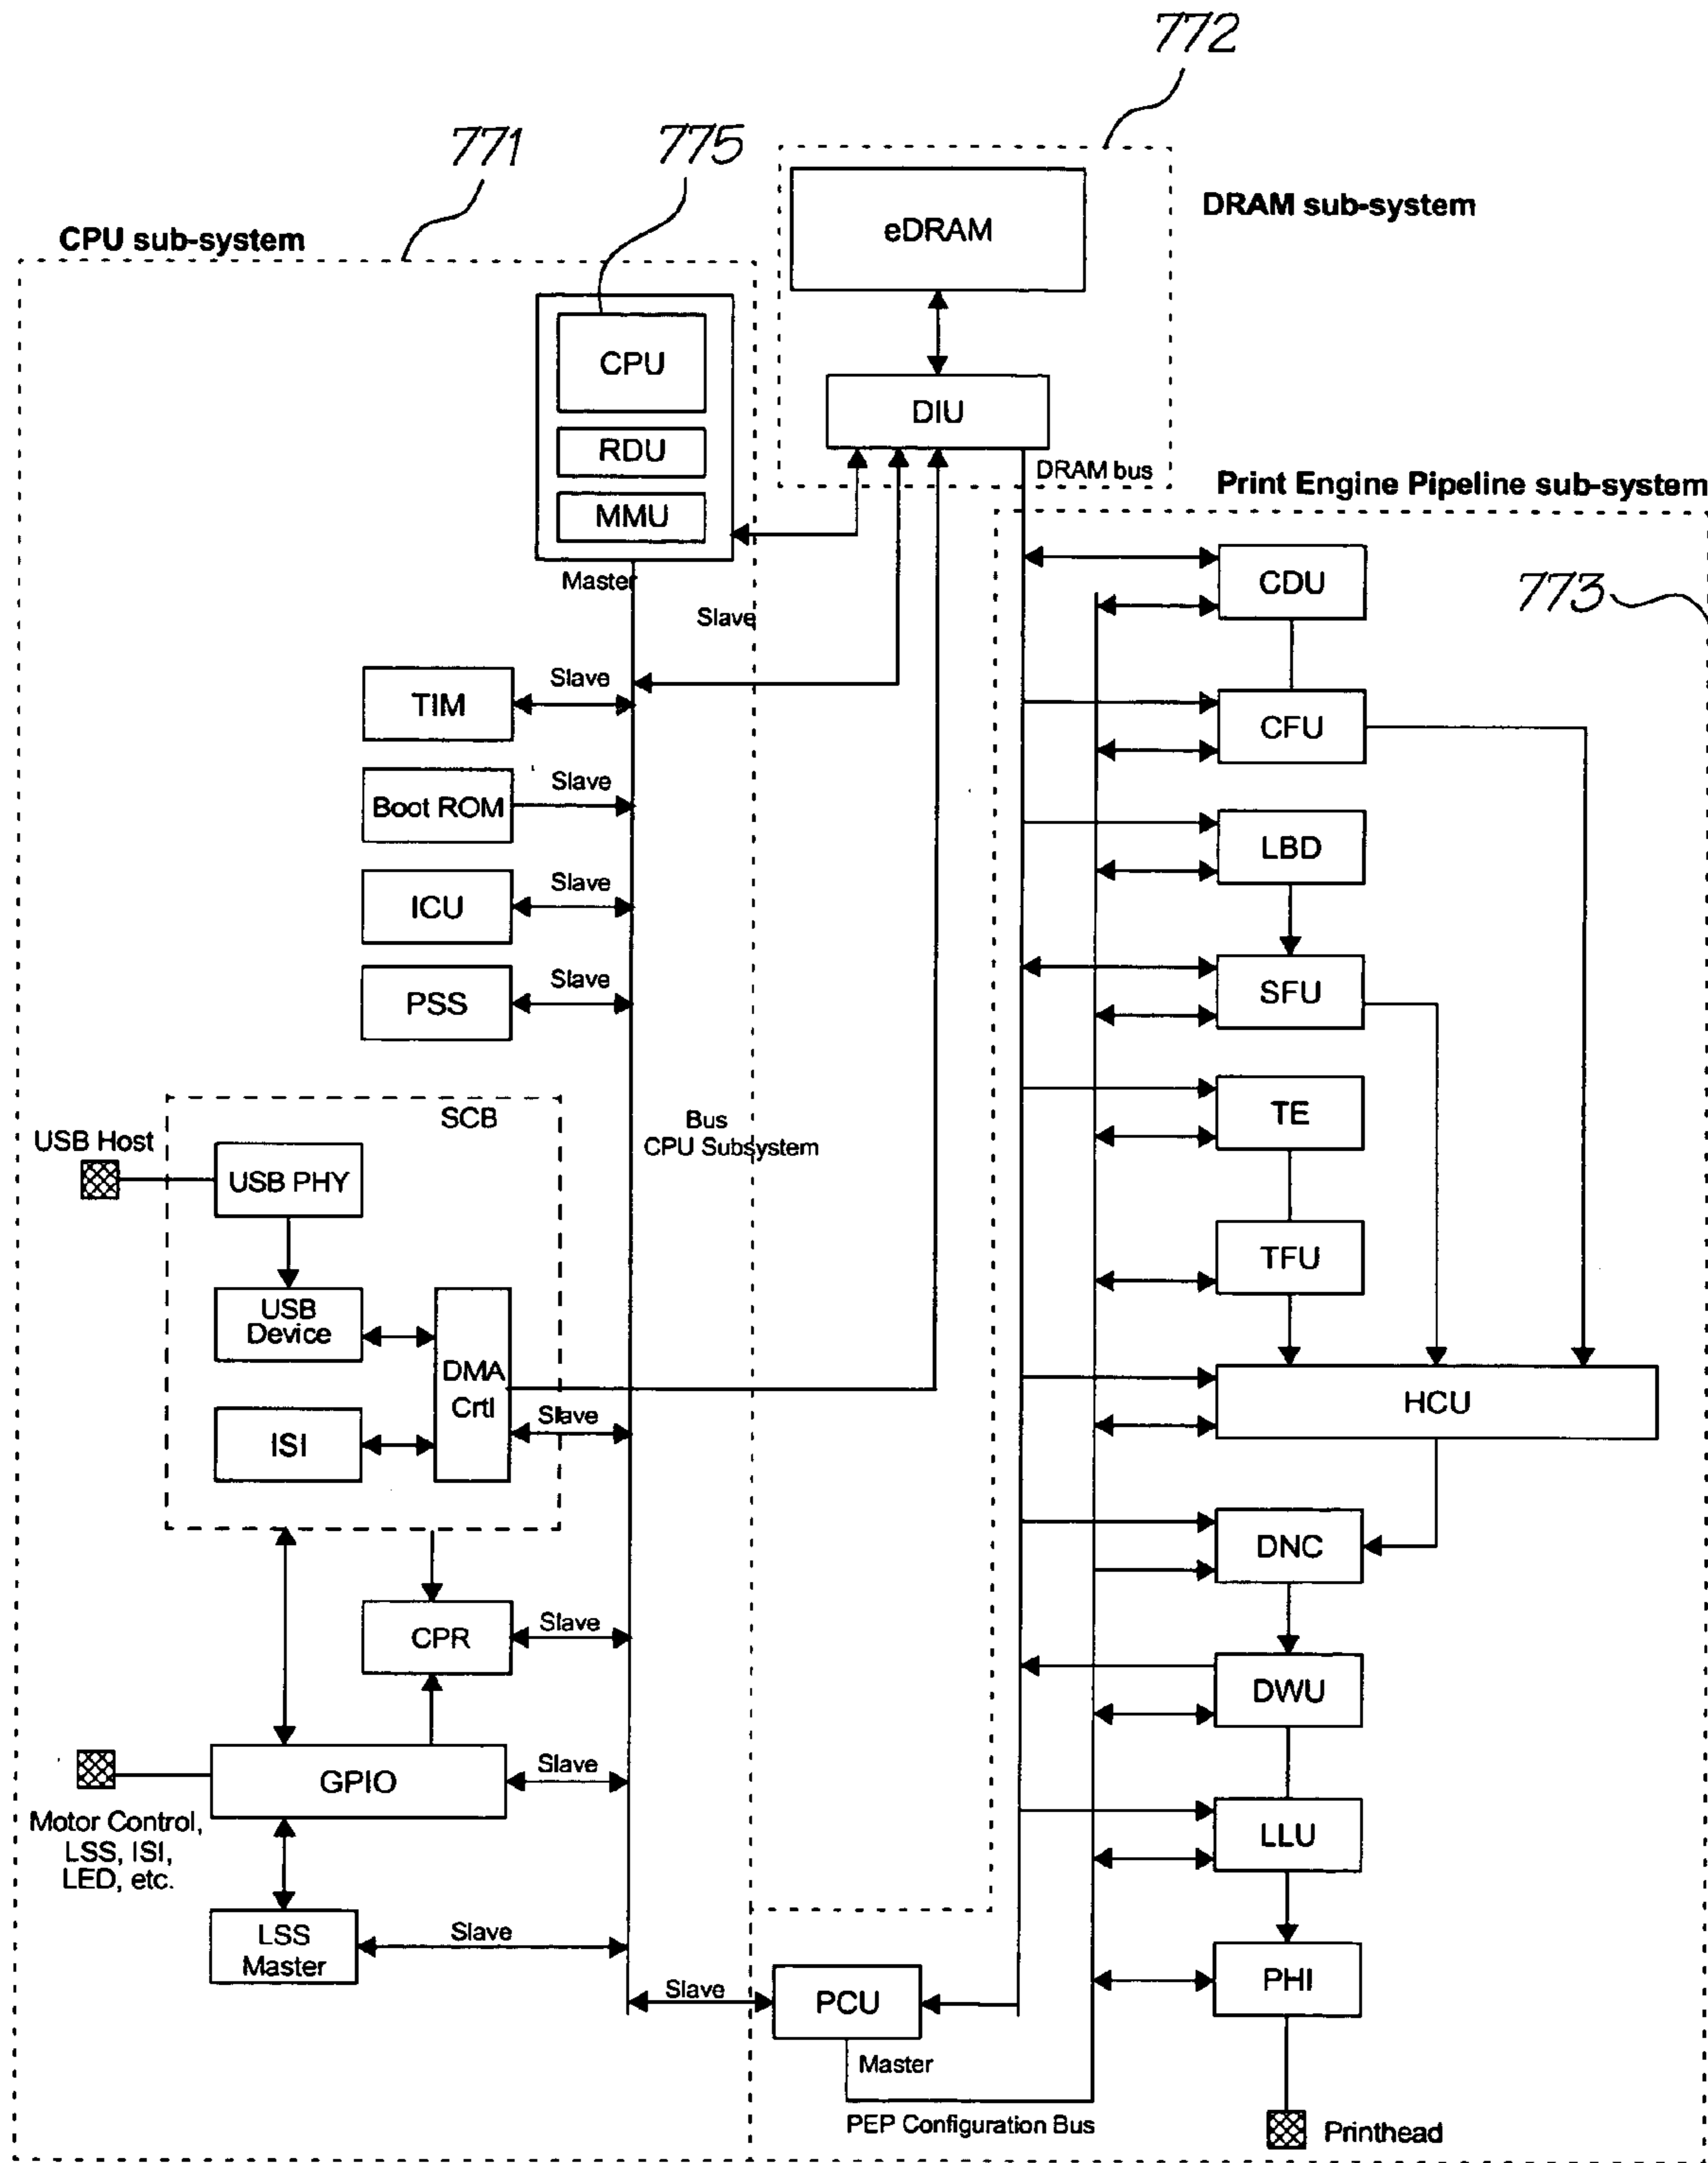 772
771
775
DRAM sub-system
CPU sub-system
eDRAM
CPU
DIU
RDU
DRAM bus
Print Engine Pipeline sub-system
MMU
Master
CDU
773
Slave
TIM
Slave
CFU
Boot ROM
Slave
LBD
ICU
Slave
PSS
Slave
SFU
SCB
TE
USB Host
USB PHY
Bus
CPU Subsystem
TFU
USB
Device
DMA
Crtl
Slave
HCU
ISI
DNC
CPR
Slave
DWU
GPIO
Slave
Motor Control,
LSS, ISI,
LED, etc.
LLU
LSS
Master
Slave
PHI
Slave
PCU
Master
PEP Configuration Bus
Printhead